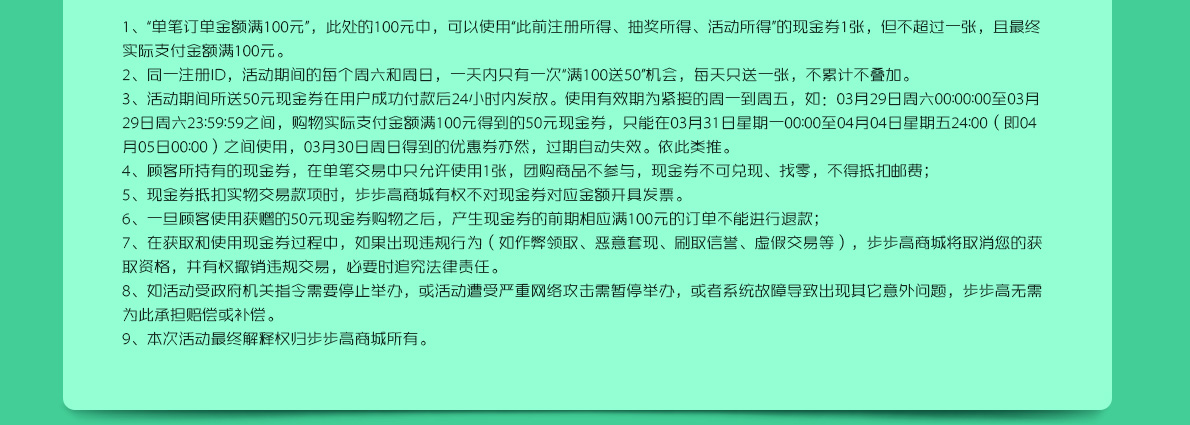 1、“单笔订单金额满100元”，此处的100元中，可以使用“此前注册所得、抽奖所得、活动所得”的现金券1张，但不超过一张，且最终
实际支付金额满100元。
2、同一注册ID，活动期间的每个周六和周日，一天内只有一次“满100送50”机会，每天只送一张，不累计不叠加。
3、活动期间所送50元现金券在用户成功付款后24小时内发放。使用有效期为紧接的周一到周五，如：03月29日周六00:00:00至03月
29日周六23:59:59之间，购物实际支付金额满100元得到的50元现金券，只能在03月31日星期一00:00至04月04日星期五24:00（即04
月05日00:00）之间使用，03月30日周日得到的优惠券亦然，过期自动失效。依此类推。
4、顾客所持有的现金券，在单笔交易中只允许使用1张，团购商品不参与，现金券不可兑现、找零，不得抵扣邮费；
5、现金券抵扣实物交易款项时，步步高商城有权不对现金券对应金额开具发票。
6、一旦顾客使用获赠的50元现金券购物之后，产生现金券的前期相应满100元的订单不能进行退款；
7、在获取和使用现金券过程中，如果出现违规行为（如作弊领取、恶意套现、刷取信誉、虚假交易等），步步高商城将取消您的获
取资格，并有权撤销违规交易，必要时追究法律责任。
8、如活动受政府机关指令需要停止举办，或活动遭受严重网络攻击需暂停举办，或者系统故障导致出现其它意外问题，步步高无需
为此承担赔偿或补偿。
9、本次活动最终解释权归步步高商城所有。